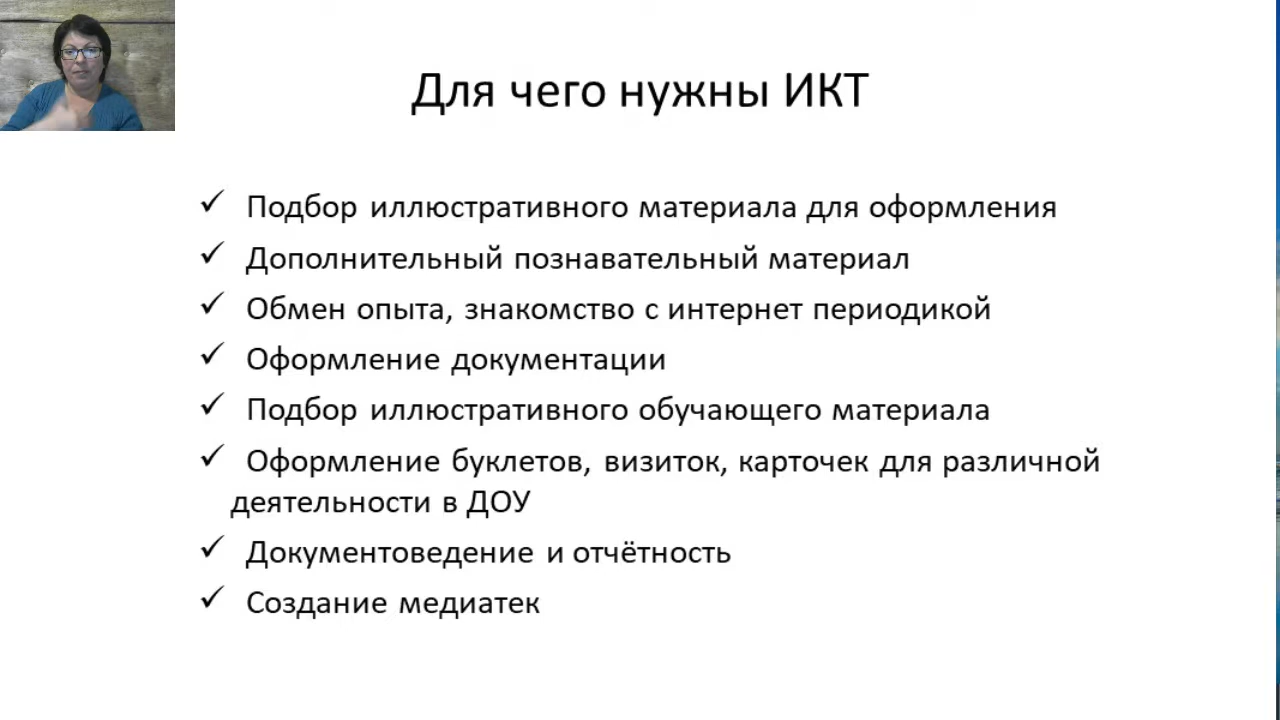 Для чего нужны ИКТ
✓ Подбор иллюстративного материала для оформления
✓ Дополнительный познавательный материал
✓ Обмен опыта, знакомство с интернет периодикой
✓ Оформление документации
✓ Подбор иллюстративного обучающего материала
✓ Оформление буклетов, визиток, карточек для различной
деятельности в ДОУ
✓ Документоведение и отчётность
✓ Создание медиатек